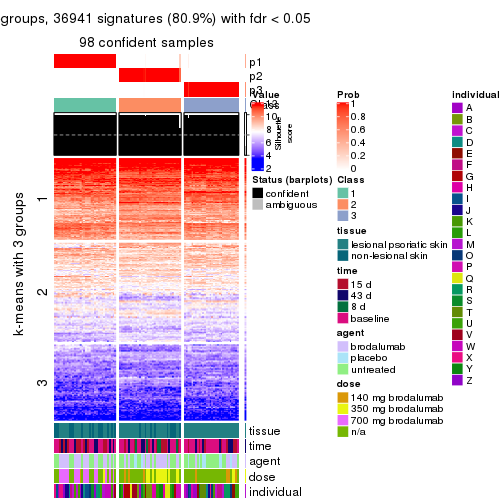 groups, 36941 signatures (80.9%) with fdr < 0.05
98 confident samples
p1
p2
p3
Class
k-means with 3 groups
1
2
3
tissue
time
agent
dose
individual
Value
10
8
6
4
2
Silhouette
score
Status (barplots)
confident
ambiguous
Prob
1
0.8
0.6
0.4
0.2
0
Class
1
2
3
tissue
lesional psoriatic skin
non-lesional skin
time
15 d
43 d
8 d
baseline
agent
brodalumab
placebo
untreated
dose
140 mg brodalumab
350 mg brodalumab
700 mg brodalumab
n/a
individual
A
B
C
D
E
F
G
H
I
J
K
L
M
O
P
Q
R
S
T
U
V
W
X
Y
Z